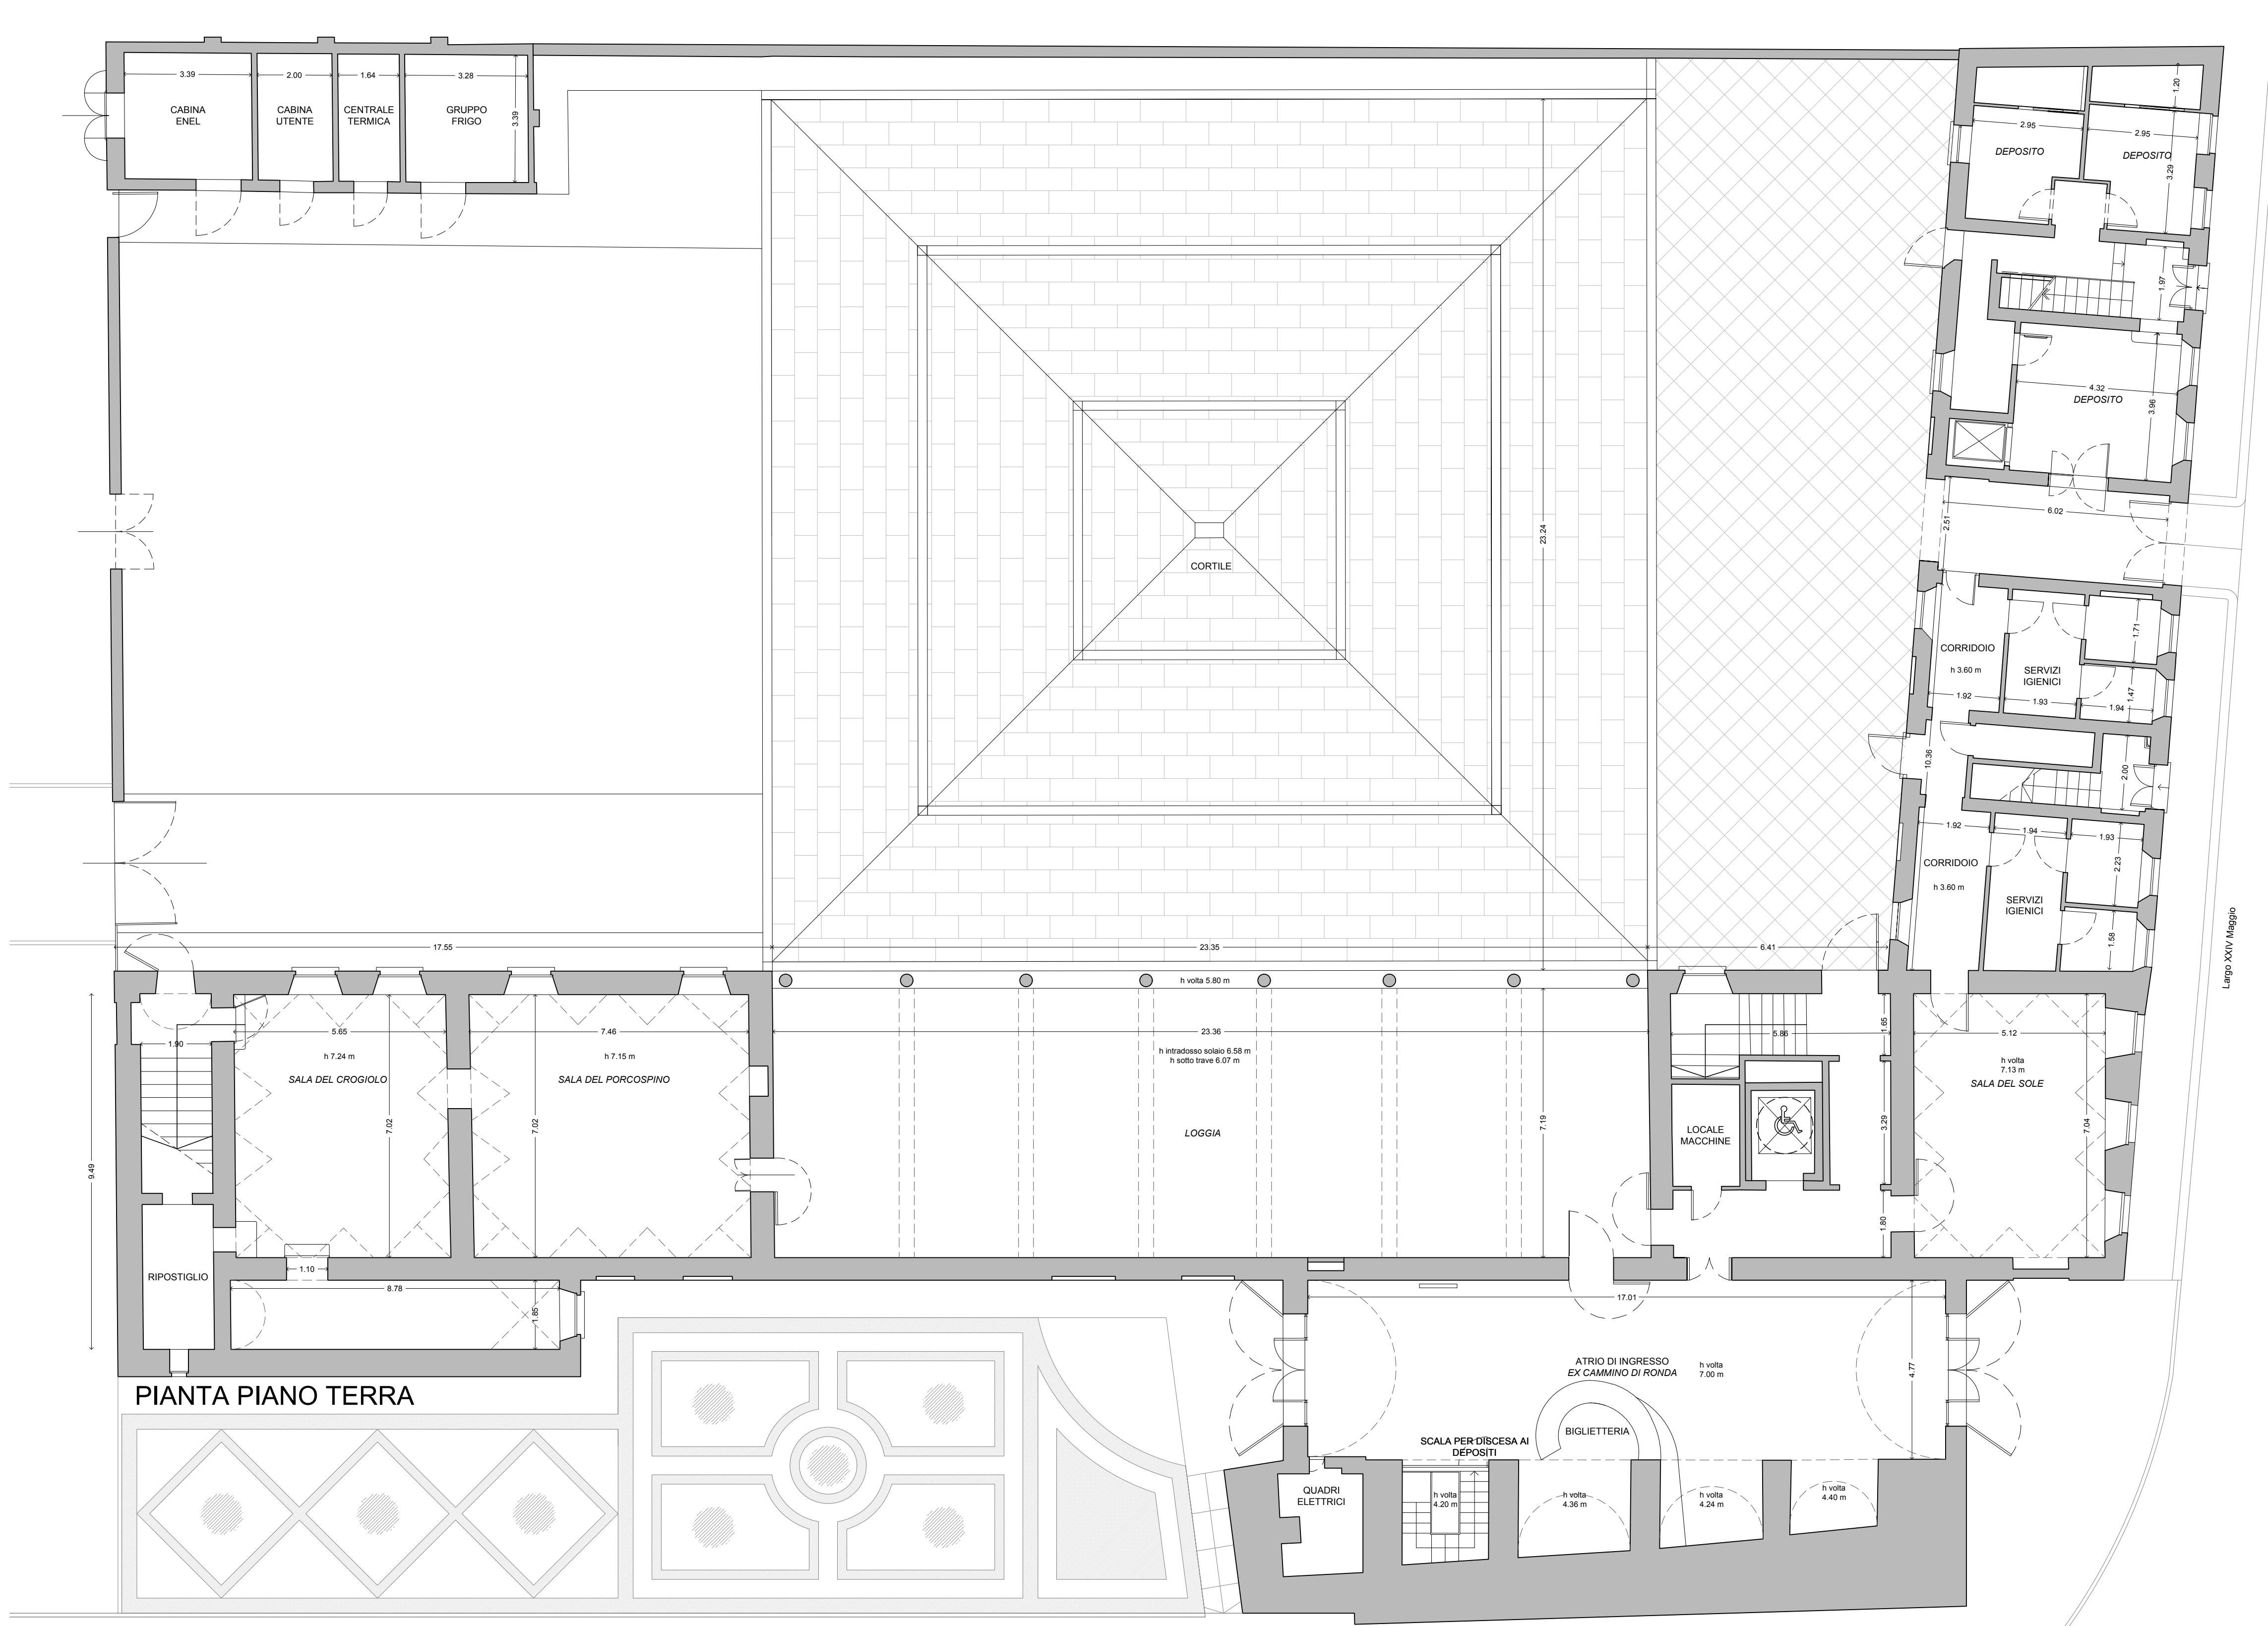 3.39
2.00
1.64
3.28
3.39
CABINA
ENEL
CABINA
UTENTE
CENTRALE
TERMICA
GRUPPO
FRIGO
1.20
2.95
2.95
DEPOSITO
DEPOSITO
3.29
1.97
4.32
DEPOSITO
3.96
23.24
6.02
2.51
CORTILE
1.71
CORRIDOIO
h 3.60 m
SERVIZI
IGIENICI
1.92
1.93
1.94
1.47
10.36
2.00
1.92
1.94
1.93
CORRIDOIO
h 3.60 m
2.23
SERVIZI
IGIENICI
1.58
Largo XXIV Maggio
17.55
23.35
6.41
h volta 5.80 m
5.65
7.46
23.36
5.86
1.65
5.12
1.90
h 7.24 m
h 7.15 m
h intradosso solaio 6.58 m
h sotto trave 6.07 m
h volta
7.13 m
SALA DEL CROGIOLO
SALA DEL PORCOSPINO
SALA DEL SOLE
7.02
7.02
LOGGIA
7.19
LOCALE
MACCHINE
3.29
7.04
9.49
1.80
RIPOSTIGLIO
1.10
8.78
1.85
17.01
ATRIO DI INGRESSO
EX CAMMINO DI RONDA
h volta
7.00 m
4.77
PIANTA PIANO TERRA
BIGLIETTERIA
SCALA PER DISCESA AI
DEPOSITI
QUADRI
ELETTRICI
h volta
4.20 m
h volta
4.36 m
h volta
4.24 m
h volta
4.40 m